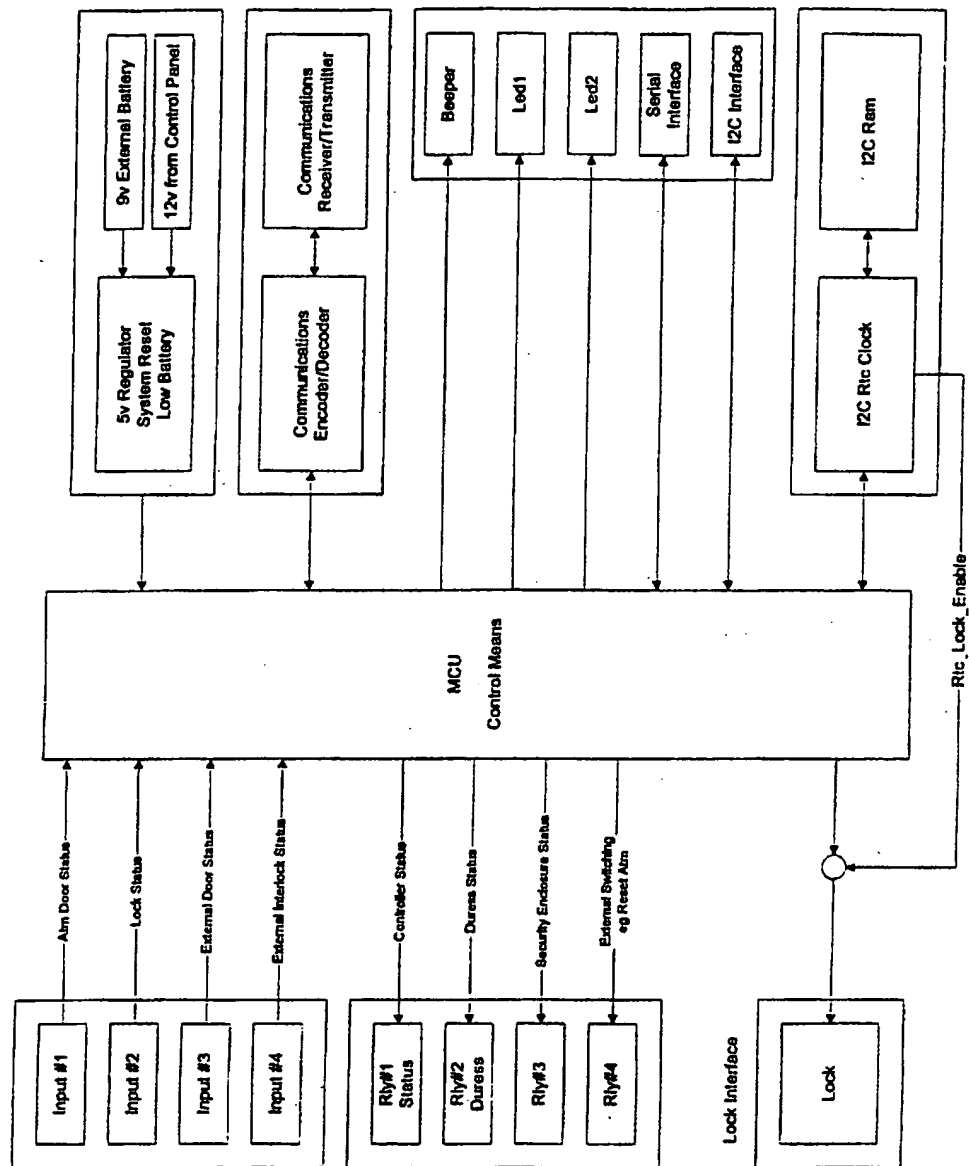 9v External Battery
12v from Control Panel
5v Regulator
System Reset
Low Battery
Communications
Receiver/Transmitter
Communications
Encoder/Decoder
Beeper
Led1
Led2
Serial
Interface
I2C Interface
I2C Ram
I2C Rtc Clock
Rtc_Lock_Enable
MCU
Control Means
Atm Door Status
Lock Status
External Door Status
External Interlock Status
Controller Status
Duress Status
Security Enclosure Status
External Switching
eg Reset Atm
Input #1
Input #2
Input #3
Input #4
Rly#1
Status
Rly#2
Duress
Rly#3
Rly#4
Lock Interface
Lock